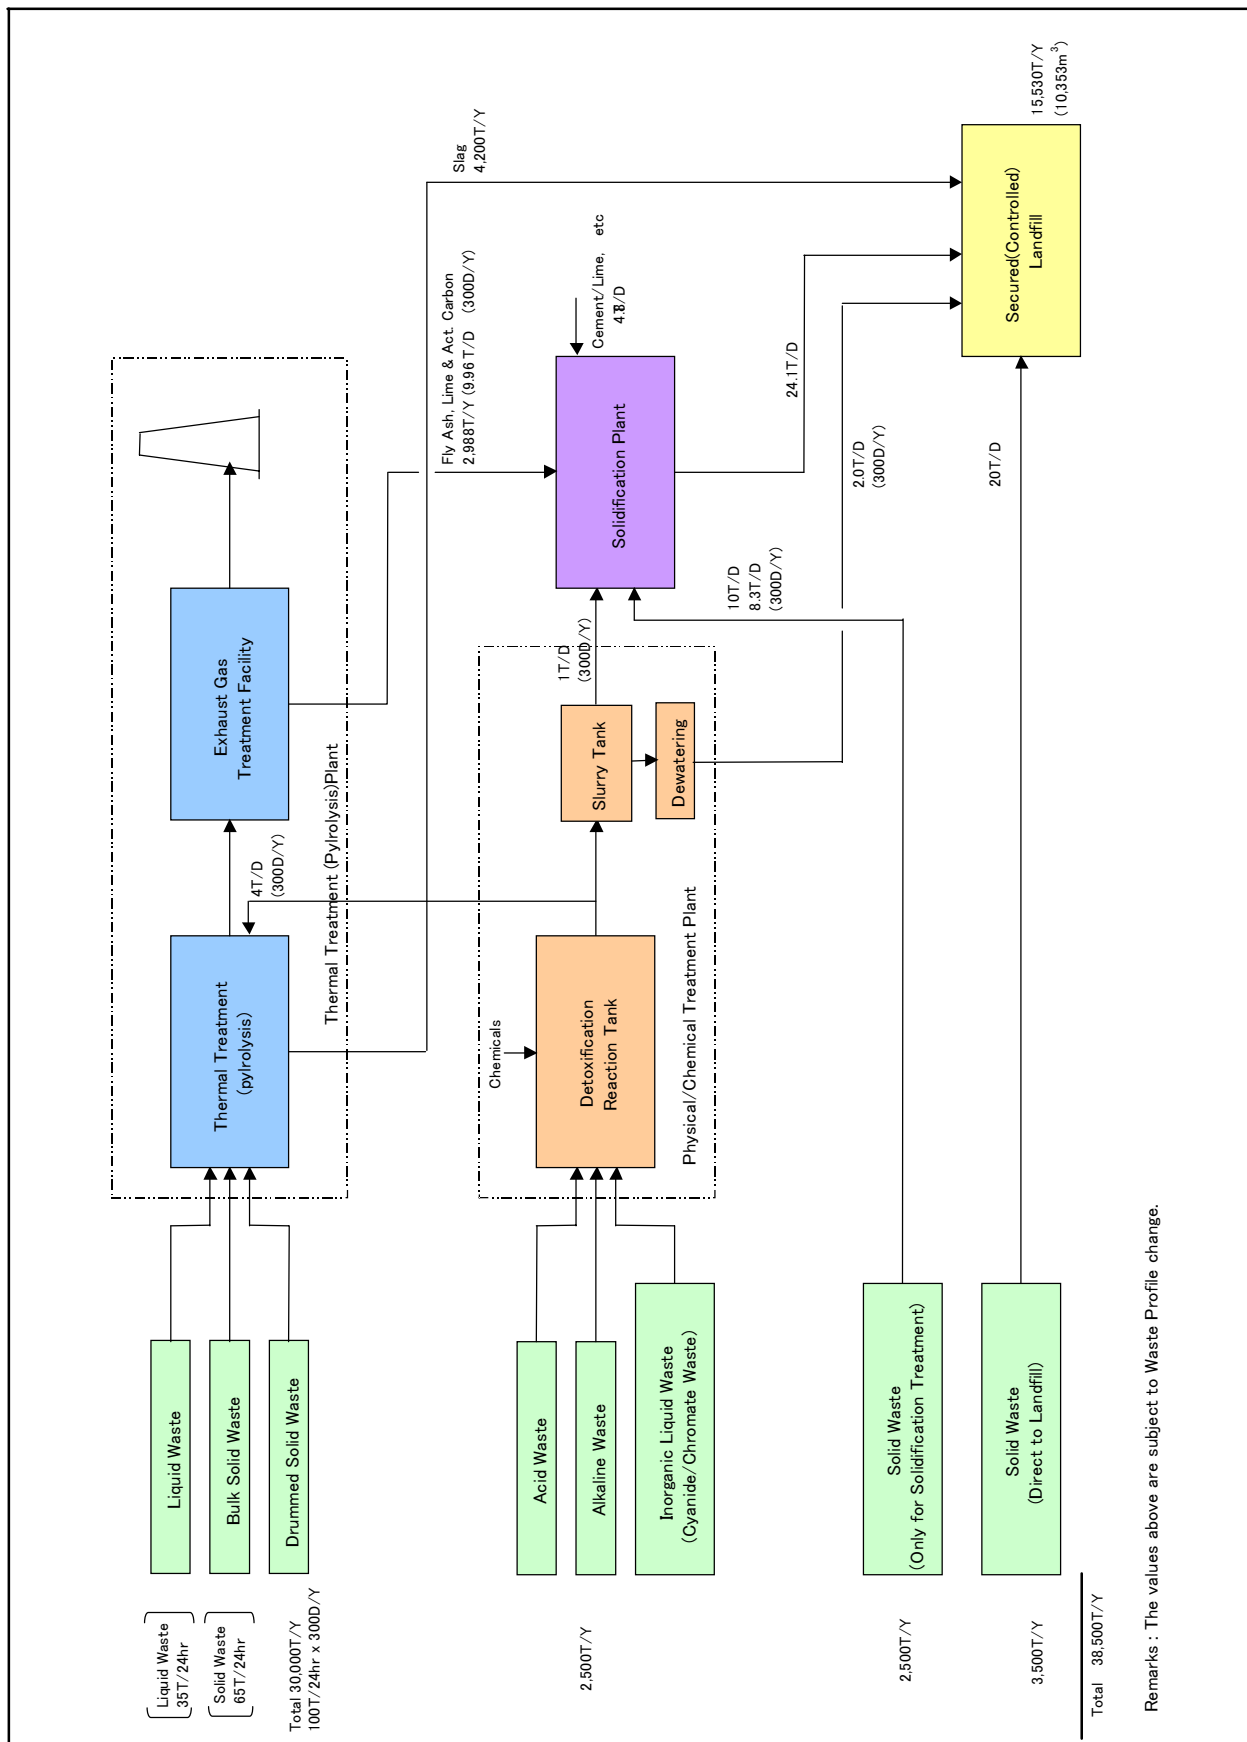 Liquid Waste
35T/24hr
Solid Waste
65T/24hr
Total 30,000T/Y
100T/24hr x 300D/Y
Liquid Waste
Bulk Solid Waste
Drummed Solid Waste
Thermal Treatment
(pylrolysis)
4T/D
(300D/Y)
Exhaust Gas
Treatment Facility
Thermal Treatment (Pylrolysis)Plant
Slag
4,200T/Y
Fly Ash, Lime & Act. Carbon
2,988T/Y (9.96 T/D (300D/Y)
2,500T/Y
Acid Waste
Alkaline Waste
Inorganic Liquid Waste
(Cyanide/Chromate Waste)
Chemicals
Detoxification
Reaction Tank
Slurry Tank
Dewatering
Physical/Chemical Treatment Plant
1T/D
(300D/Y)
Solidification Plant
Cement/Lime, etc
10T/D
8.3T/D
(300D/Y)
24.1T/D
2.0T/D
(300D/Y)
2,500T/Y
Solid Waste
(Only for Solidification Treatment)
3,500T/Y
Solid Waste
(Direct to Landfill)
20T/D
Secured(Controlled)
Landfill
15,530T/Y
(10,353m³)
Total 38,500T/Y
Remarks : The values above are subject to Waste Profile change.